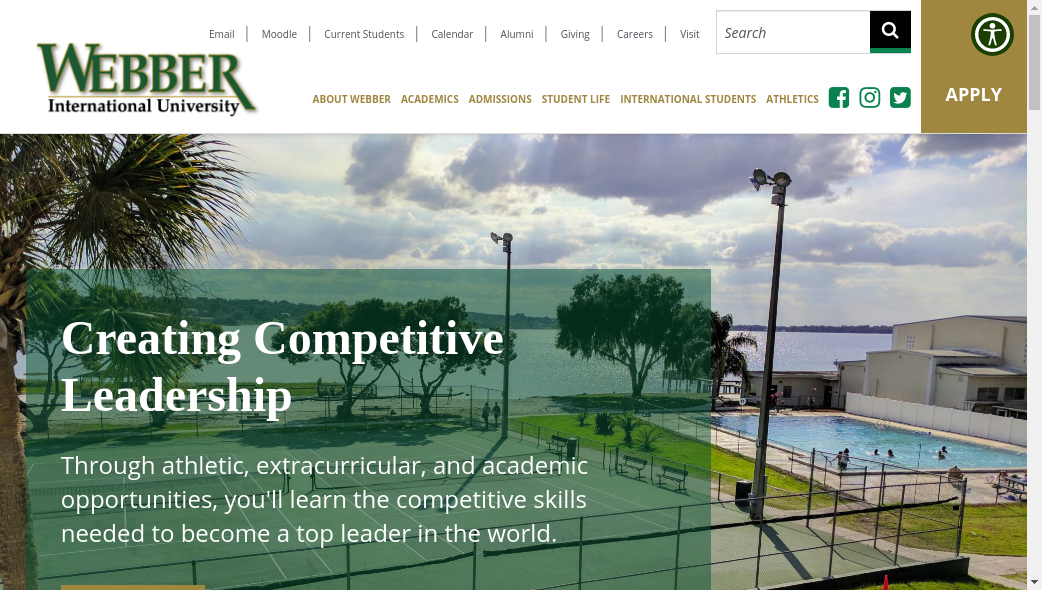 Email
Moodle
Current Students
Calendar
Alumni
Giving
Careers
Visit
Search
WEBBER
International University
ABOUT WEBBER
ACADEMICS
ADMISSIONS
STUDENT LIFE
INTERNATIONAL STUDENTS
ATHLETICS
APPLY
Creating Competitive
Leadership
Through athletic, extracurricular, and academic
opportunities, you'll learn the competitive skills
needed to become a top leader in the world.